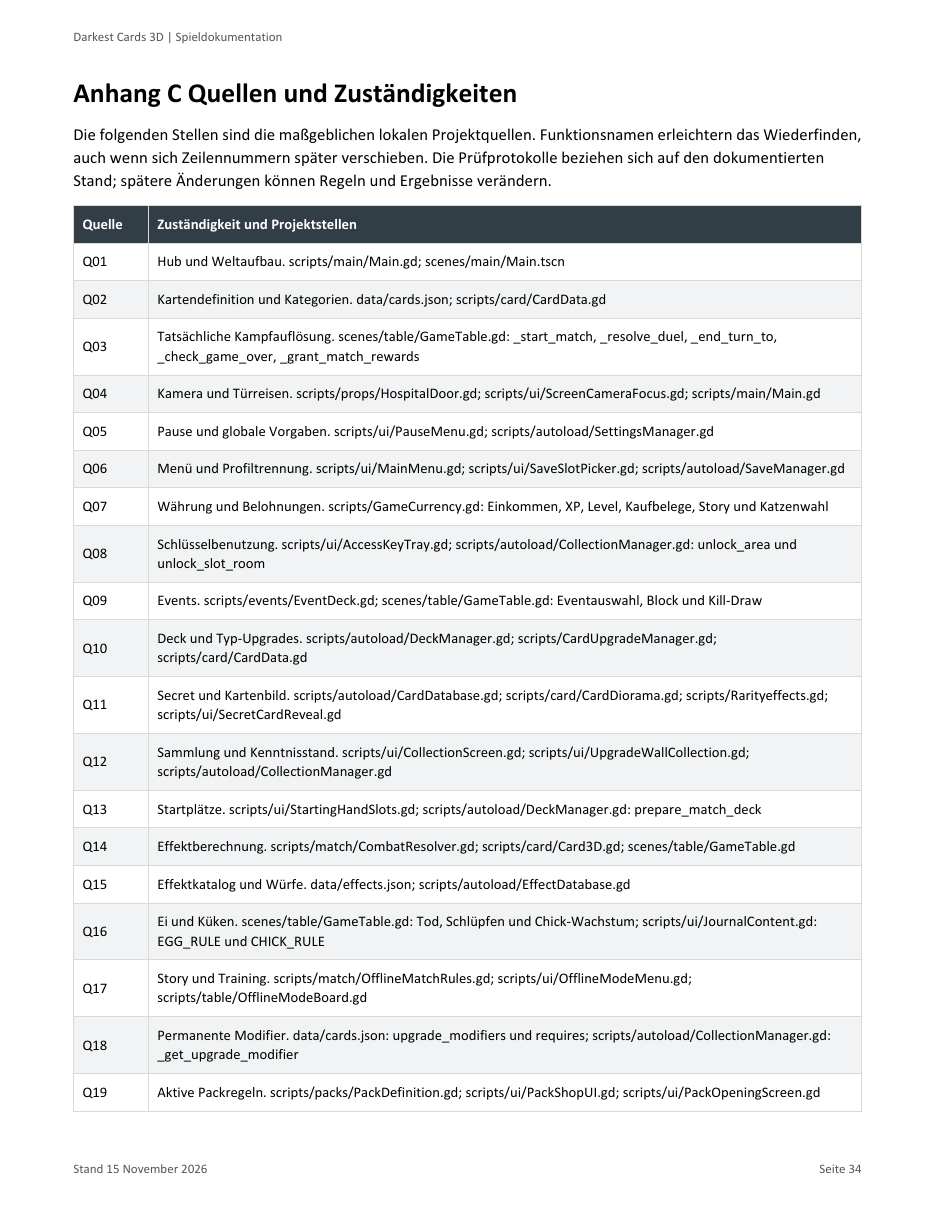 Darkest Cards 3D | Spieldokumentation
Anhang C Quellen und Zuständigkeiten
Die folgenden Stellen sind die maßgeblichen lokalen Projektquellen. Funktionsnamen erleichtern das Wiederfinden,
auch wenn sich Zeilennummern später verschieben. Die Prüfprotokolle beziehen sich auf den dokumentierten
Stand; spätere Änderungen können Regeln und Ergebnisse verändern.
Quelle Zuständigkeit und Projektstellen
Q01 Hub und Weltaufbau. scripts/main/Main.gd; scenes/main/Main.tscn
Q02 Kartendefinition und Kategorien. data/cards.json; scripts/card/CardData.gd
Q03 Tatsächliche Kampfauflösung. scenes/table/GameTable.gd: _start_match, _resolve_duel, _end_turn_to,
_check_game_over, _grant_match_rewards
Q04 Kamera und Türreisen. scripts/props/HospitalDoor.gd; scripts/ui/ScreenCameraFocus.gd; scripts/main/Main.gd
Q05 Pause und globale Vorgaben. scripts/ui/PauseMenu.gd; scripts/autoload/SettingsManager.gd
Q06 Menü und Profiltrennung. scripts/ui/MainMenu.gd; scripts/ui/SaveSlotPicker.gd; scripts/autoload/SaveManager.gd
Q07 Währung und Belohnungen. scripts/GameCurrency.gd: Einkommen, XP, Level, Kaufbelege, Story und Katzenwahl
Q08 Schlüsselbenutzung. scripts/ui/AccessKeyTray.gd; scripts/autoload/CollectionManager.gd: unlock_area und
unlock_slot_room
Q09 Events. scripts/events/EventDeck.gd; scenes/table/GameTable.gd: Eventauswahl, Block und Kill-Draw
Q10 Deck und Typ-Upgrades. scripts/autoload/DeckManager.gd; scripts/CardUpgradeManager.gd;
scripts/card/CardData.gd
Q11 Secret und Kartenbild. scripts/autoload/CardDatabase.gd; scripts/card/CardDiorama.gd; scripts/Rarityeffects.gd;
scripts/ui/SecretCardReveal.gd
Q12 Sammlung und Kenntnisstand. scripts/ui/CollectionScreen.gd; scripts/ui/UpgradeWallCollection.gd;
scripts/autoload/CollectionManager.gd
Q13 Startplätze. scripts/ui/StartingHandSlots.gd; scripts/autoload/DeckManager.gd: prepare_match_deck
Q14 Effektberechnung. scripts/match/CombatResolver.gd; scripts/card/Card3D.gd; scenes/table/GameTable.gd
Q15 Effektkatalog und Würfe. data/effects.json; scripts/autoload/EffectDatabase.gd
Q16 Ei und Küken. scenes/table/GameTable.gd: Tod, Schlüpfen und Chick-Wachstum; scripts/ui/JournalContent.gd:
EGG_RULE und CHICK_RULE
Q17 Story und Training. scripts/match/OfflineMatchRules.gd; scripts/ui/OfflineModeMenu.gd;
scripts/table/OfflineModeBoard.gd
Q18 Permanente Modifier. data/cards.json: upgrade_modifiers und requires; scripts/autoload/CollectionManager.gd:
_get_upgrade_modifier
Q19 Aktive Packregeln. scripts/packs/PackDefinition.gd; scripts/ui/PackShopUI.gd; scripts/ui/PackOpeningScreen.gd
Stand 15 November 2026 Seite 34